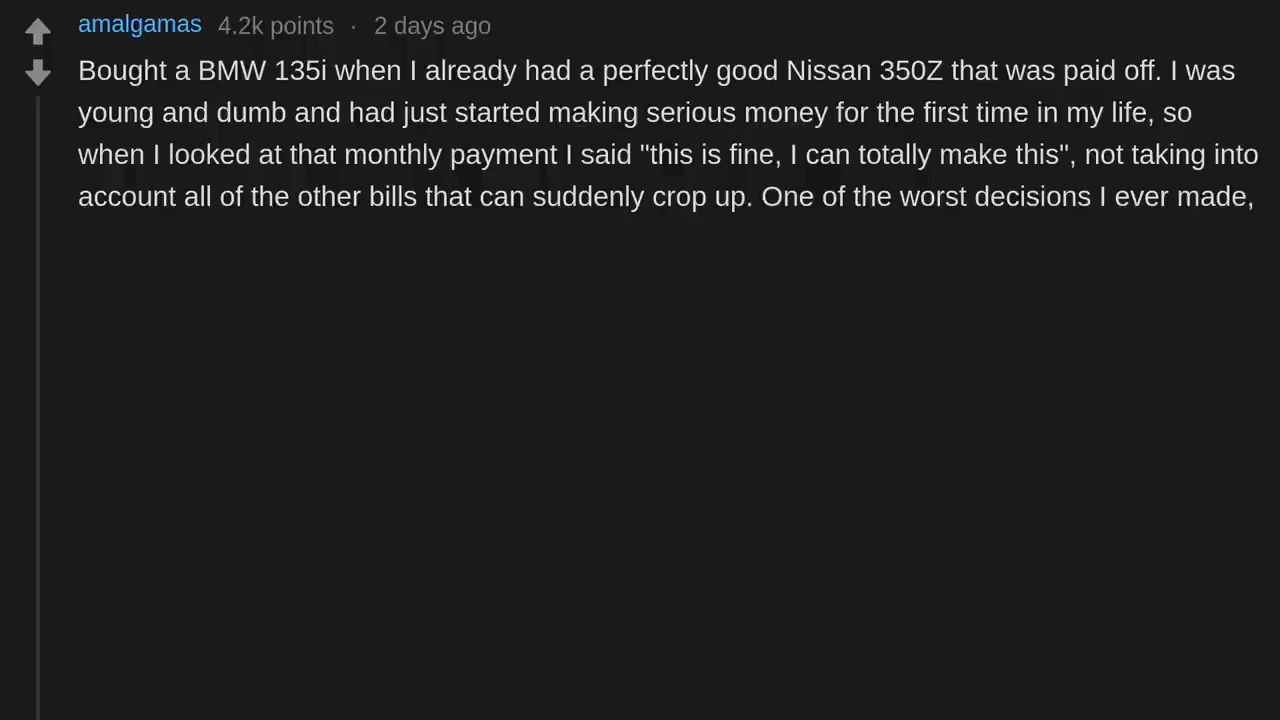 amalgamas 4.2k points · 2 days ago
Bought a BMW 135i when I already had a perfectly good Nissan 350Z that was paid off. I was
young and dumb and had just started making serious money for the first time in my life, so
when I looked at that monthly payment I said "this is fine, I can totally make this", not taking into
account all of the other bills that can suddenly crop up. One of the worst decisions I ever made,